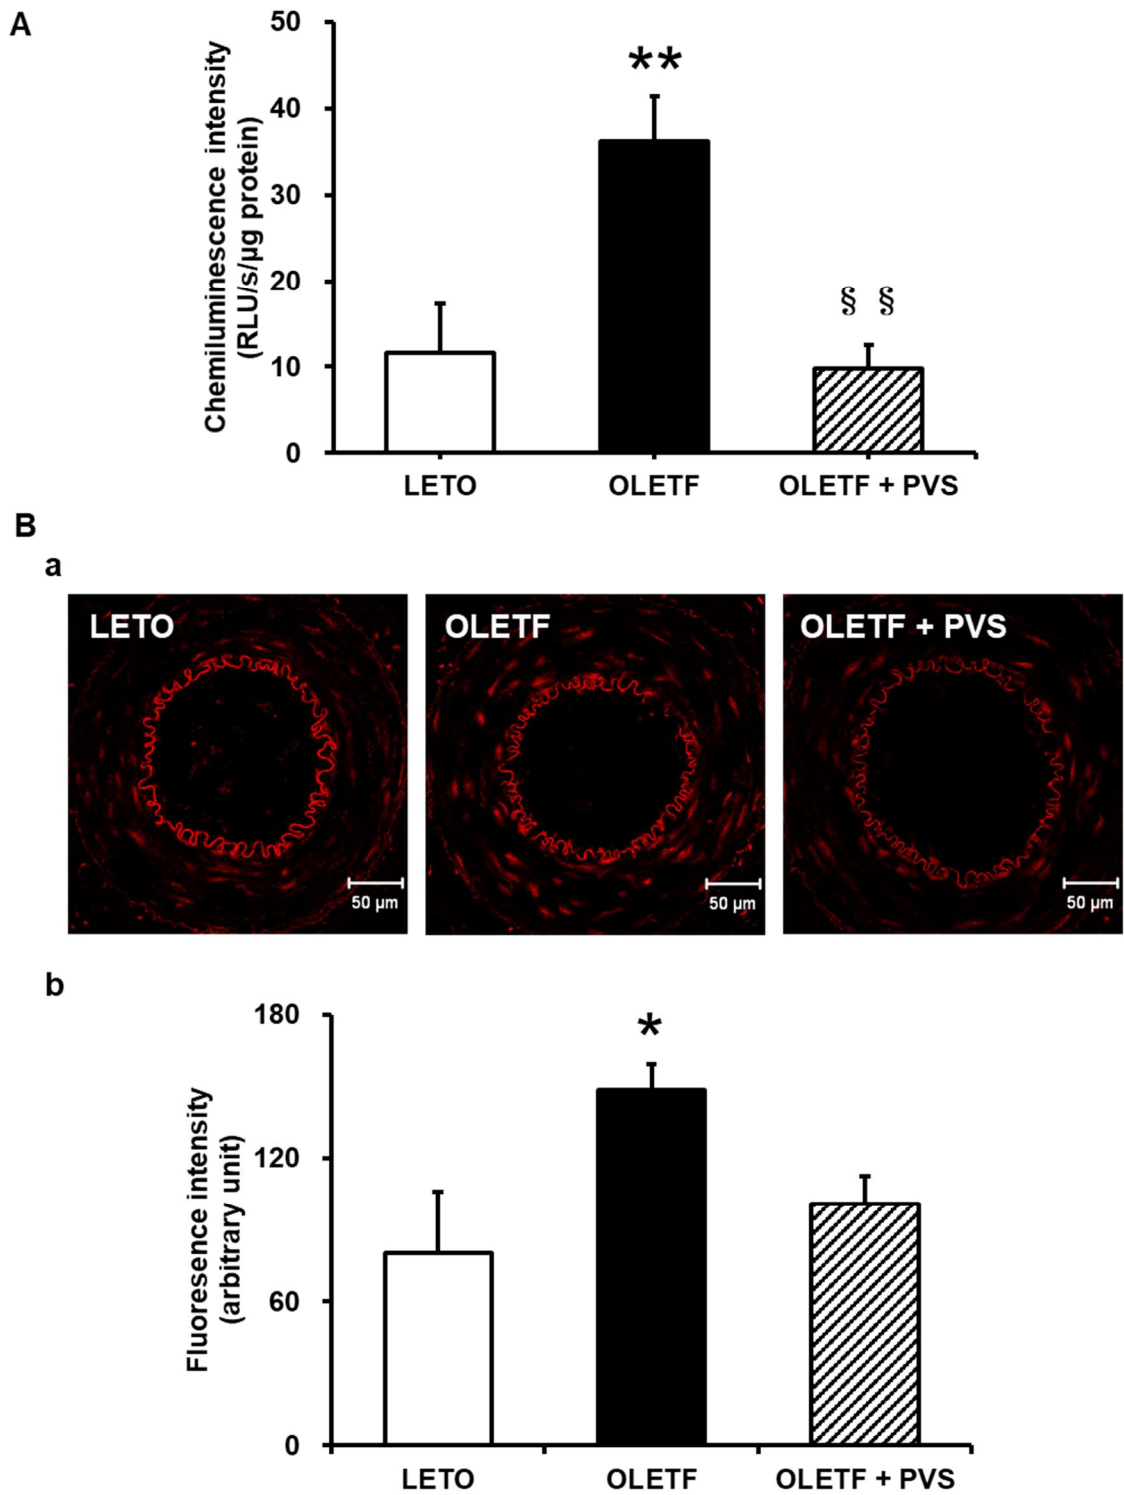 A
Chemiluminescence intensity
(RLU/s/µg protein)
50
40
30
20
10
0
**
§ §
LETO OLETF OLETF + PVS
B
a
LETO OLETF OLETF + PVS
50 µm 50 µm 50 µm
b
Fluoresence intensity
(arbitrary unit)
180
120
60
0
*
LETO OLETF OLETF + PVS